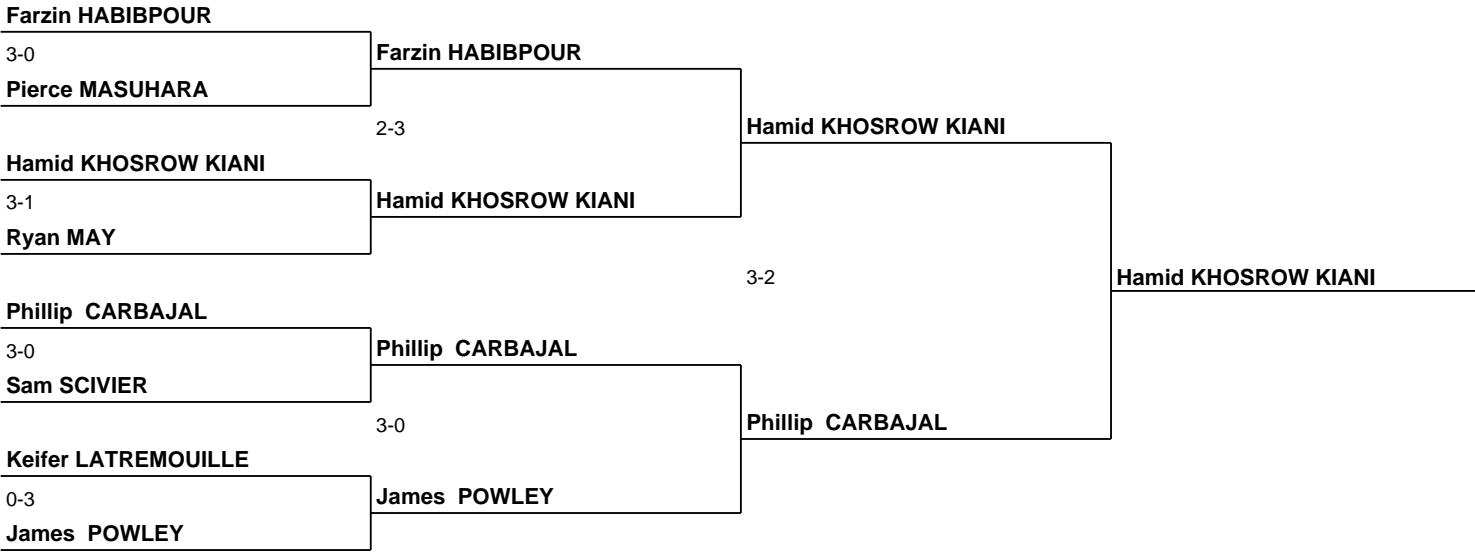 Farzin HABIBPOUR
3-0
Farzin HABIBPOUR
Pierce MASUHARA
2-3
Hamid KHOSROW KIANI
Hamid KHOSROW KIANI
3-1
Hamid KHOSROW KIANI
Ryan MAY
3-2
Hamid KHOSROW KIANI
Phillip  CARBAJAL
3-0
Phillip  CARBAJAL
Sam SCIVIER
3-0
Phillip  CARBAJAL
Keifer LATREMOUILLE
0-3
James  POWLEY
James  POWLEY